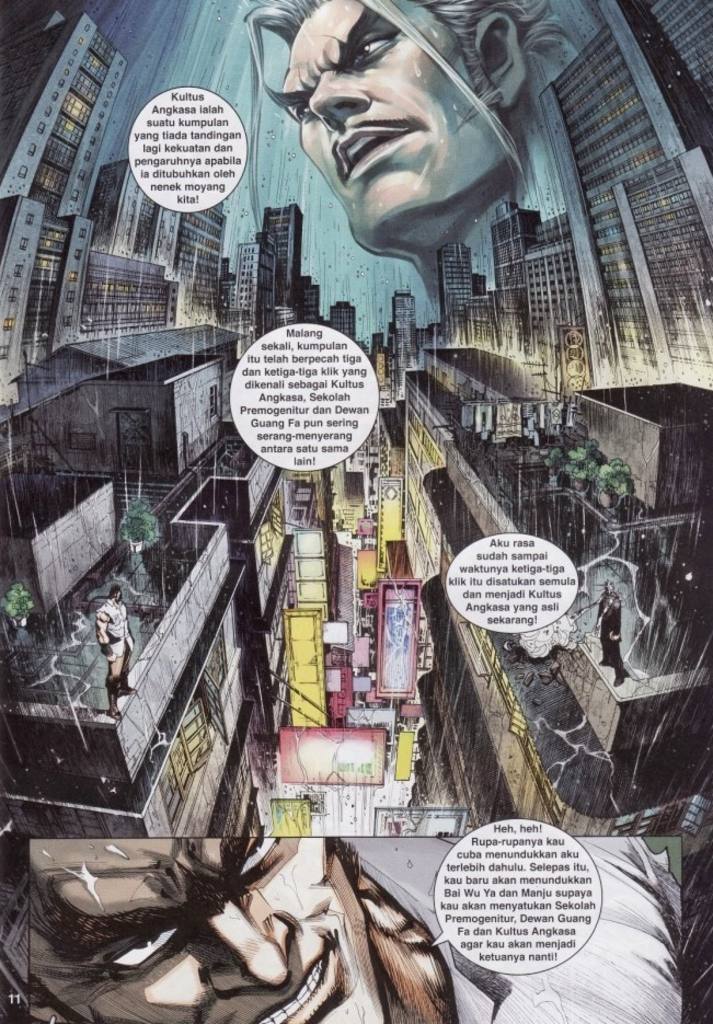 Kultus
Angkasa ialah
suatu kumpulan
yang tiada tandingan
lagi kekuatan dan
pengaruhnya apabila
ia ditubuhkan oleh
nenek moyang
kita!
Malang
sekali, kumpulan
itu telah berpecah tiga
dan ketiga-tiga klik yang
dikenali sebagai Kultus
Angkasa, Sekolah
Premogenitur dan Dewan
Guang Fa pun sering
serang-menyerang
antara satu sama
lain!
Aku rasa
sudah sampai
waktunya ketiga-tiga
klik itu disatukan semula
dan menjadi Kultus
Angkasa yang asli
sekarang!
Heh, heh!
Rupa-rupanya kau
cuba menundukkan aku
terlebih dahulu. Selepas itu,
kau baru akan menundukkan
Bai Wu Ya dan Manju supaya
kau akan menyatukan Sekolah
Premogenitur, Dewan Guang
Fa dan Kultus Angkasa
agar kau akan menjadi
ketuanya nanti!
11